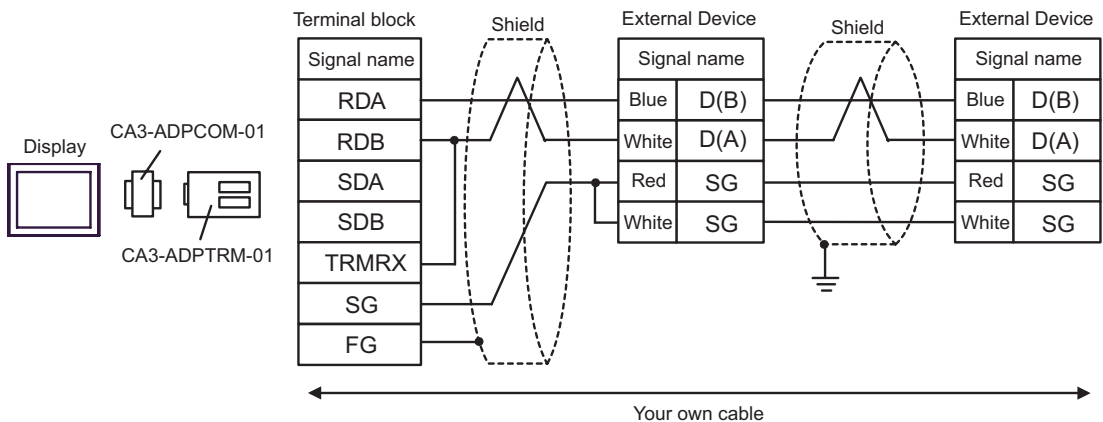 Display
CA3-ADPCOM-01
CA3-ADPTRM-01
Terminal block
Signal name
RDA
RDB
SDA
SDB
TRMRX
SG
FG
Shield
External Device
Signal name
Blue D(B)
White D(A)
Red SG
White SG
Shield
External Device
Signal name
Blue D(B)
White D(A)
Red SG
White SG
Your own cable